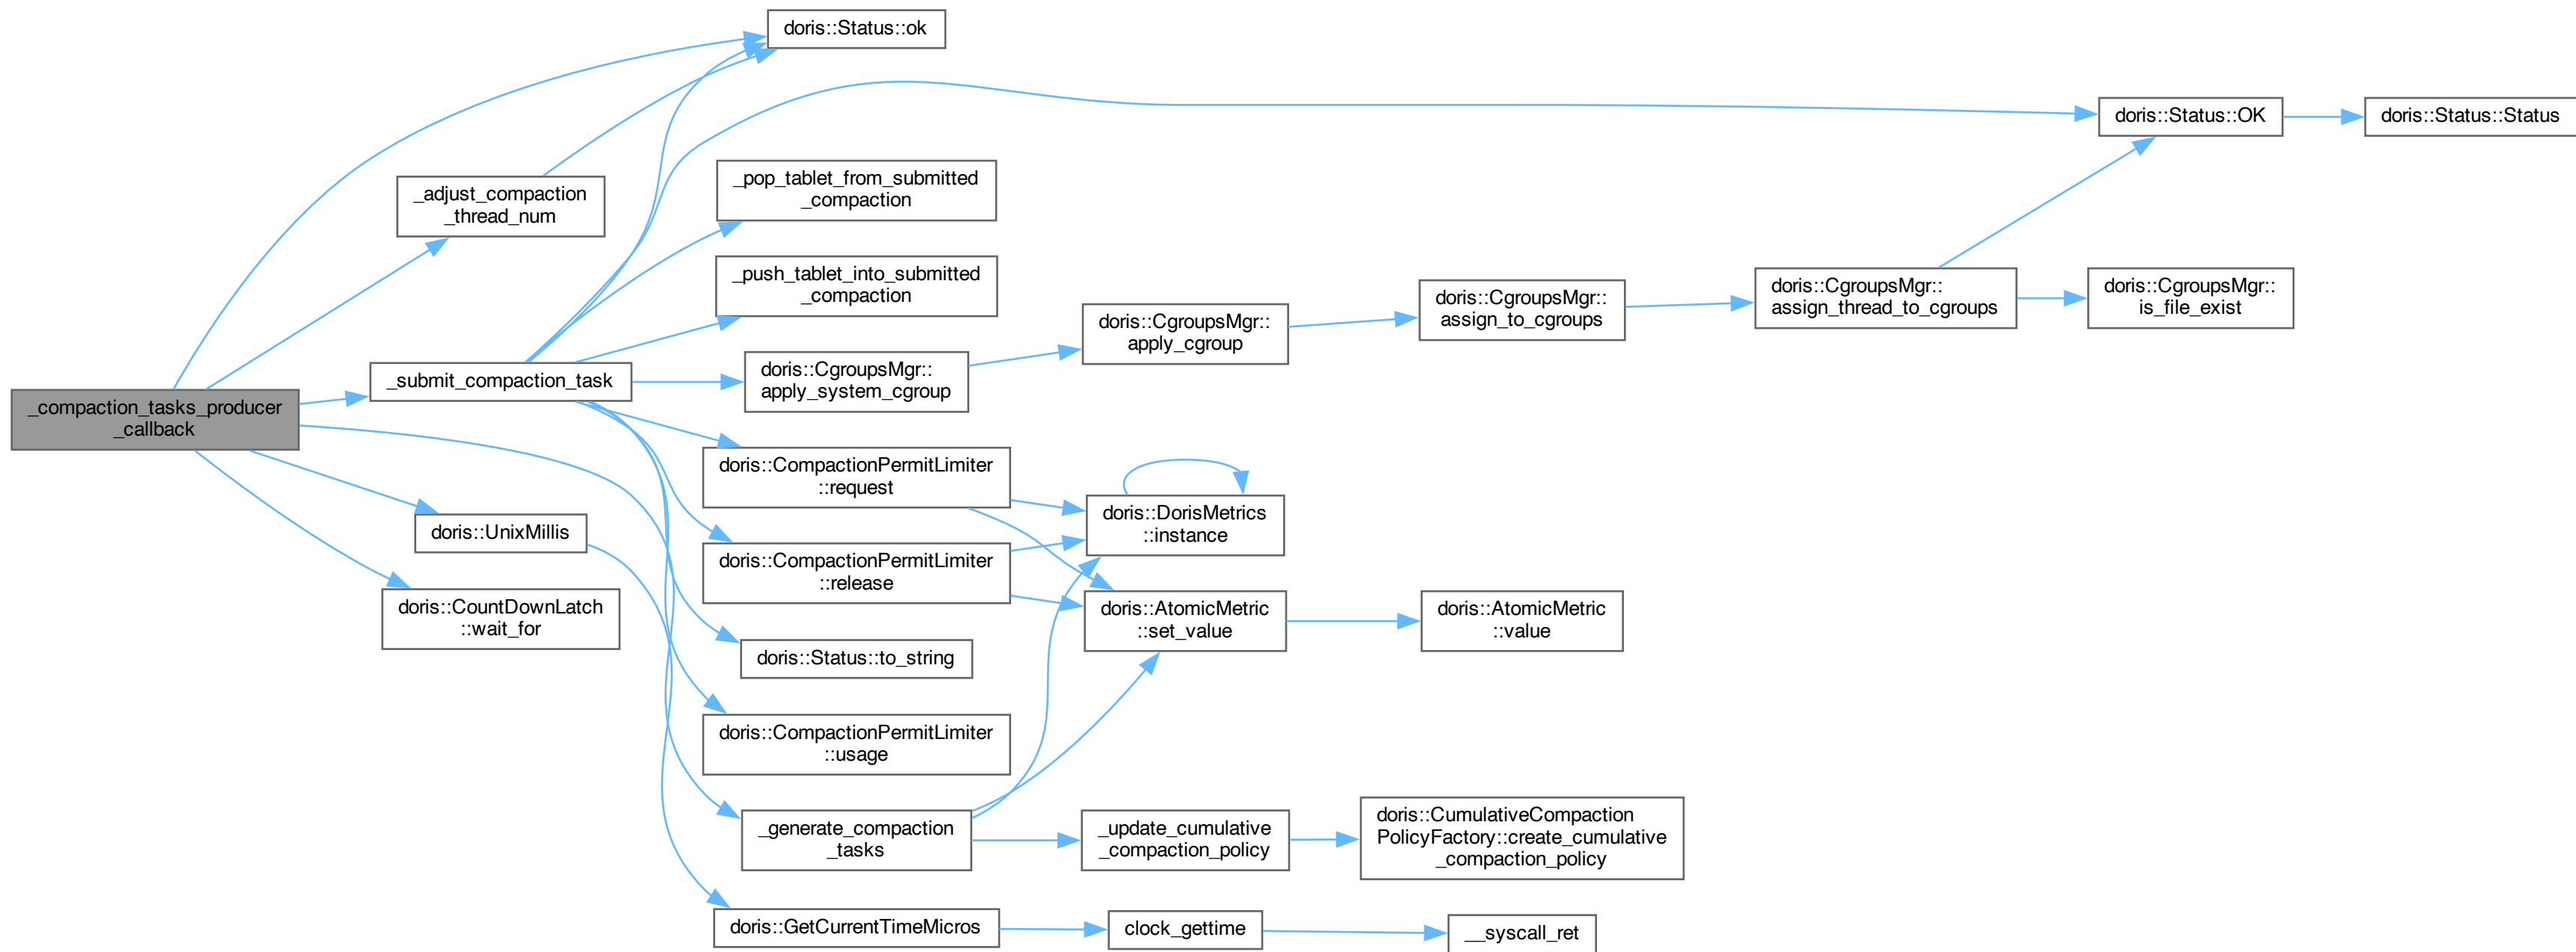 doris::Status::ok
doris::Status::OK
doris::Status::Status
_adjust_compaction
_thread_num
_pop_tablet_from_submitted
_compaction
_push_tablet_into_submitted
_compaction
doris::CgroupsMgr::
apply_cgroup
doris::CgroupsMgr::
assign_to_cgroups
doris::CgroupsMgr::
assign_thread_to_cgroups
doris::CgroupsMgr::
is_file_exist
_submit_compaction_task
doris::CgroupsMgr::
apply_system_cgroup
_compaction_tasks_producer
_callback
doris::CompactionPermitLimiter
::request
doris::UnixMillis
doris::DorisMetrics
::instance
doris::CompactionPermitLimiter
::release
doris::CountDownLatch
::wait_for
doris::AtomicMetric
::set_value
doris::AtomicMetric
::value
doris::Status::to_string
doris::CompactionPermitLimiter
::usage
_generate_compaction
_tasks
_update_cumulative
_compaction_policy
doris::CumulativeCompaction
PolicyFactory::create_cumulative
_compaction_policy
doris::GetCurrentTimeMicros
clock_gettime
__syscall_ret